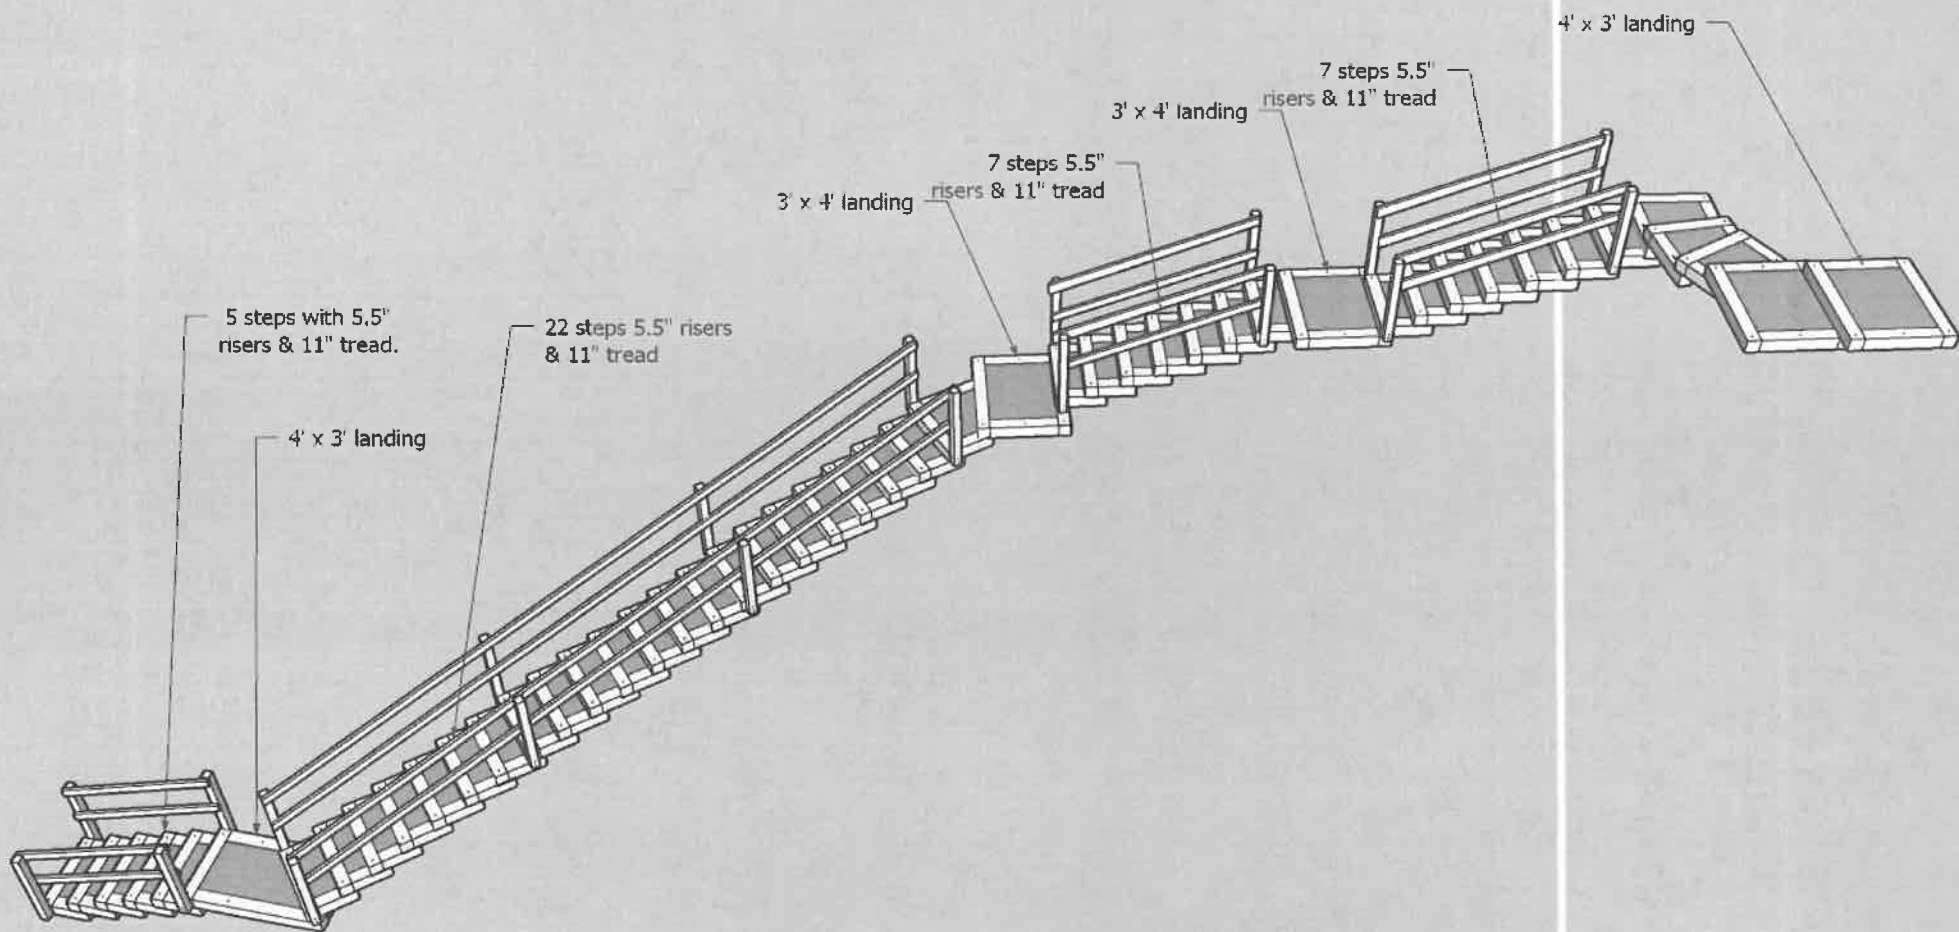 4' x 3' landing
7 steps 5.5"
risers & 11" tread
3' x 4' landing
7 steps 5.5"
risers & 11" tread
3' x 4' landing
5 steps with 5.5"
risers & 11" tread.
22 steps 5.5" risers
& 11" tread
4' x 3' landing